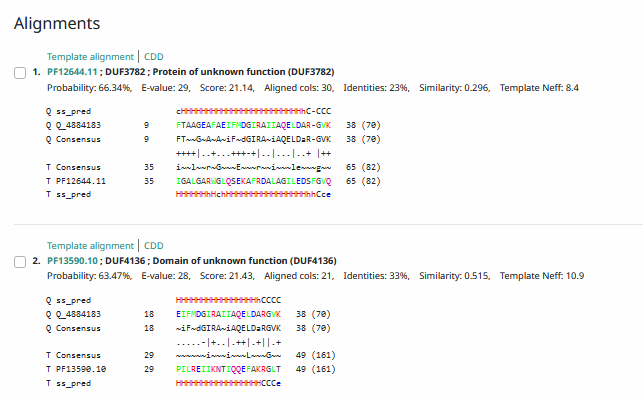 Alignments
Template alignment | CDD
1. PF12644.11 ; DUF3782 ; Protein of unknown function (DUF3782)
Probability: 66.34%, E-value: 29, Score: 21.14, Aligned cols: 30, Identities: 23%, Similarity: 0.296, Template Neff: 8.4
Q ss_pred cHHHHHHHHHHHHHHHHHHHHHHHhC-CCC
Q Q_4884183 9 PTAAGEAPAEIFMDGIRAIIAQELDAR-GVK 38 (70)
Q Consensus 9 FT~~G~A~A~iF~dGIRA~iAQELDaR-GVK 38 (70)
++++|..+...+++-+|..|...|..+ |++
T Consensus 35 i~~l~~r~G~~~E~~~r~~i~~~le~~~g~~ 65 (82)
T PF12644.11 35 IGALGARWGLQSEKAFRDALAGILEDSFGVQ 65 (82)
T ss_pred HHHHHHhHchHHHHHHHHHHHHHHHHhhCce
Template alignment | CDD
2. PF13590.10 ; DUF4136 ; Domain of unknown function (DUF4136)
Probability: 63.47%, E-value: 28, Score: 21.43, Aligned cols: 21, Identities: 33%, Similarity: 0.515, Template Neff: 10.9
Q ss_pred HHHHHHHHHHHHHHHHhCCCC
Q Q_4884183 18 EIFMDGIRAIIAQELDARGVK 38 (70)
Q Consensus 18 ~iF~dGIRA~iAQELDaRGVK 38 (70)
.....-|+..|.++|.+||.+
T Consensus 29 ~~~~~~i~~~i~~~L~~~G~~ 49 (161)
T PF13590.10 29 PILREIIKNTIQQEFAKRGLT 49 (161)
T ss_pred HHHHHHHHHHHHHHHHHCCCe